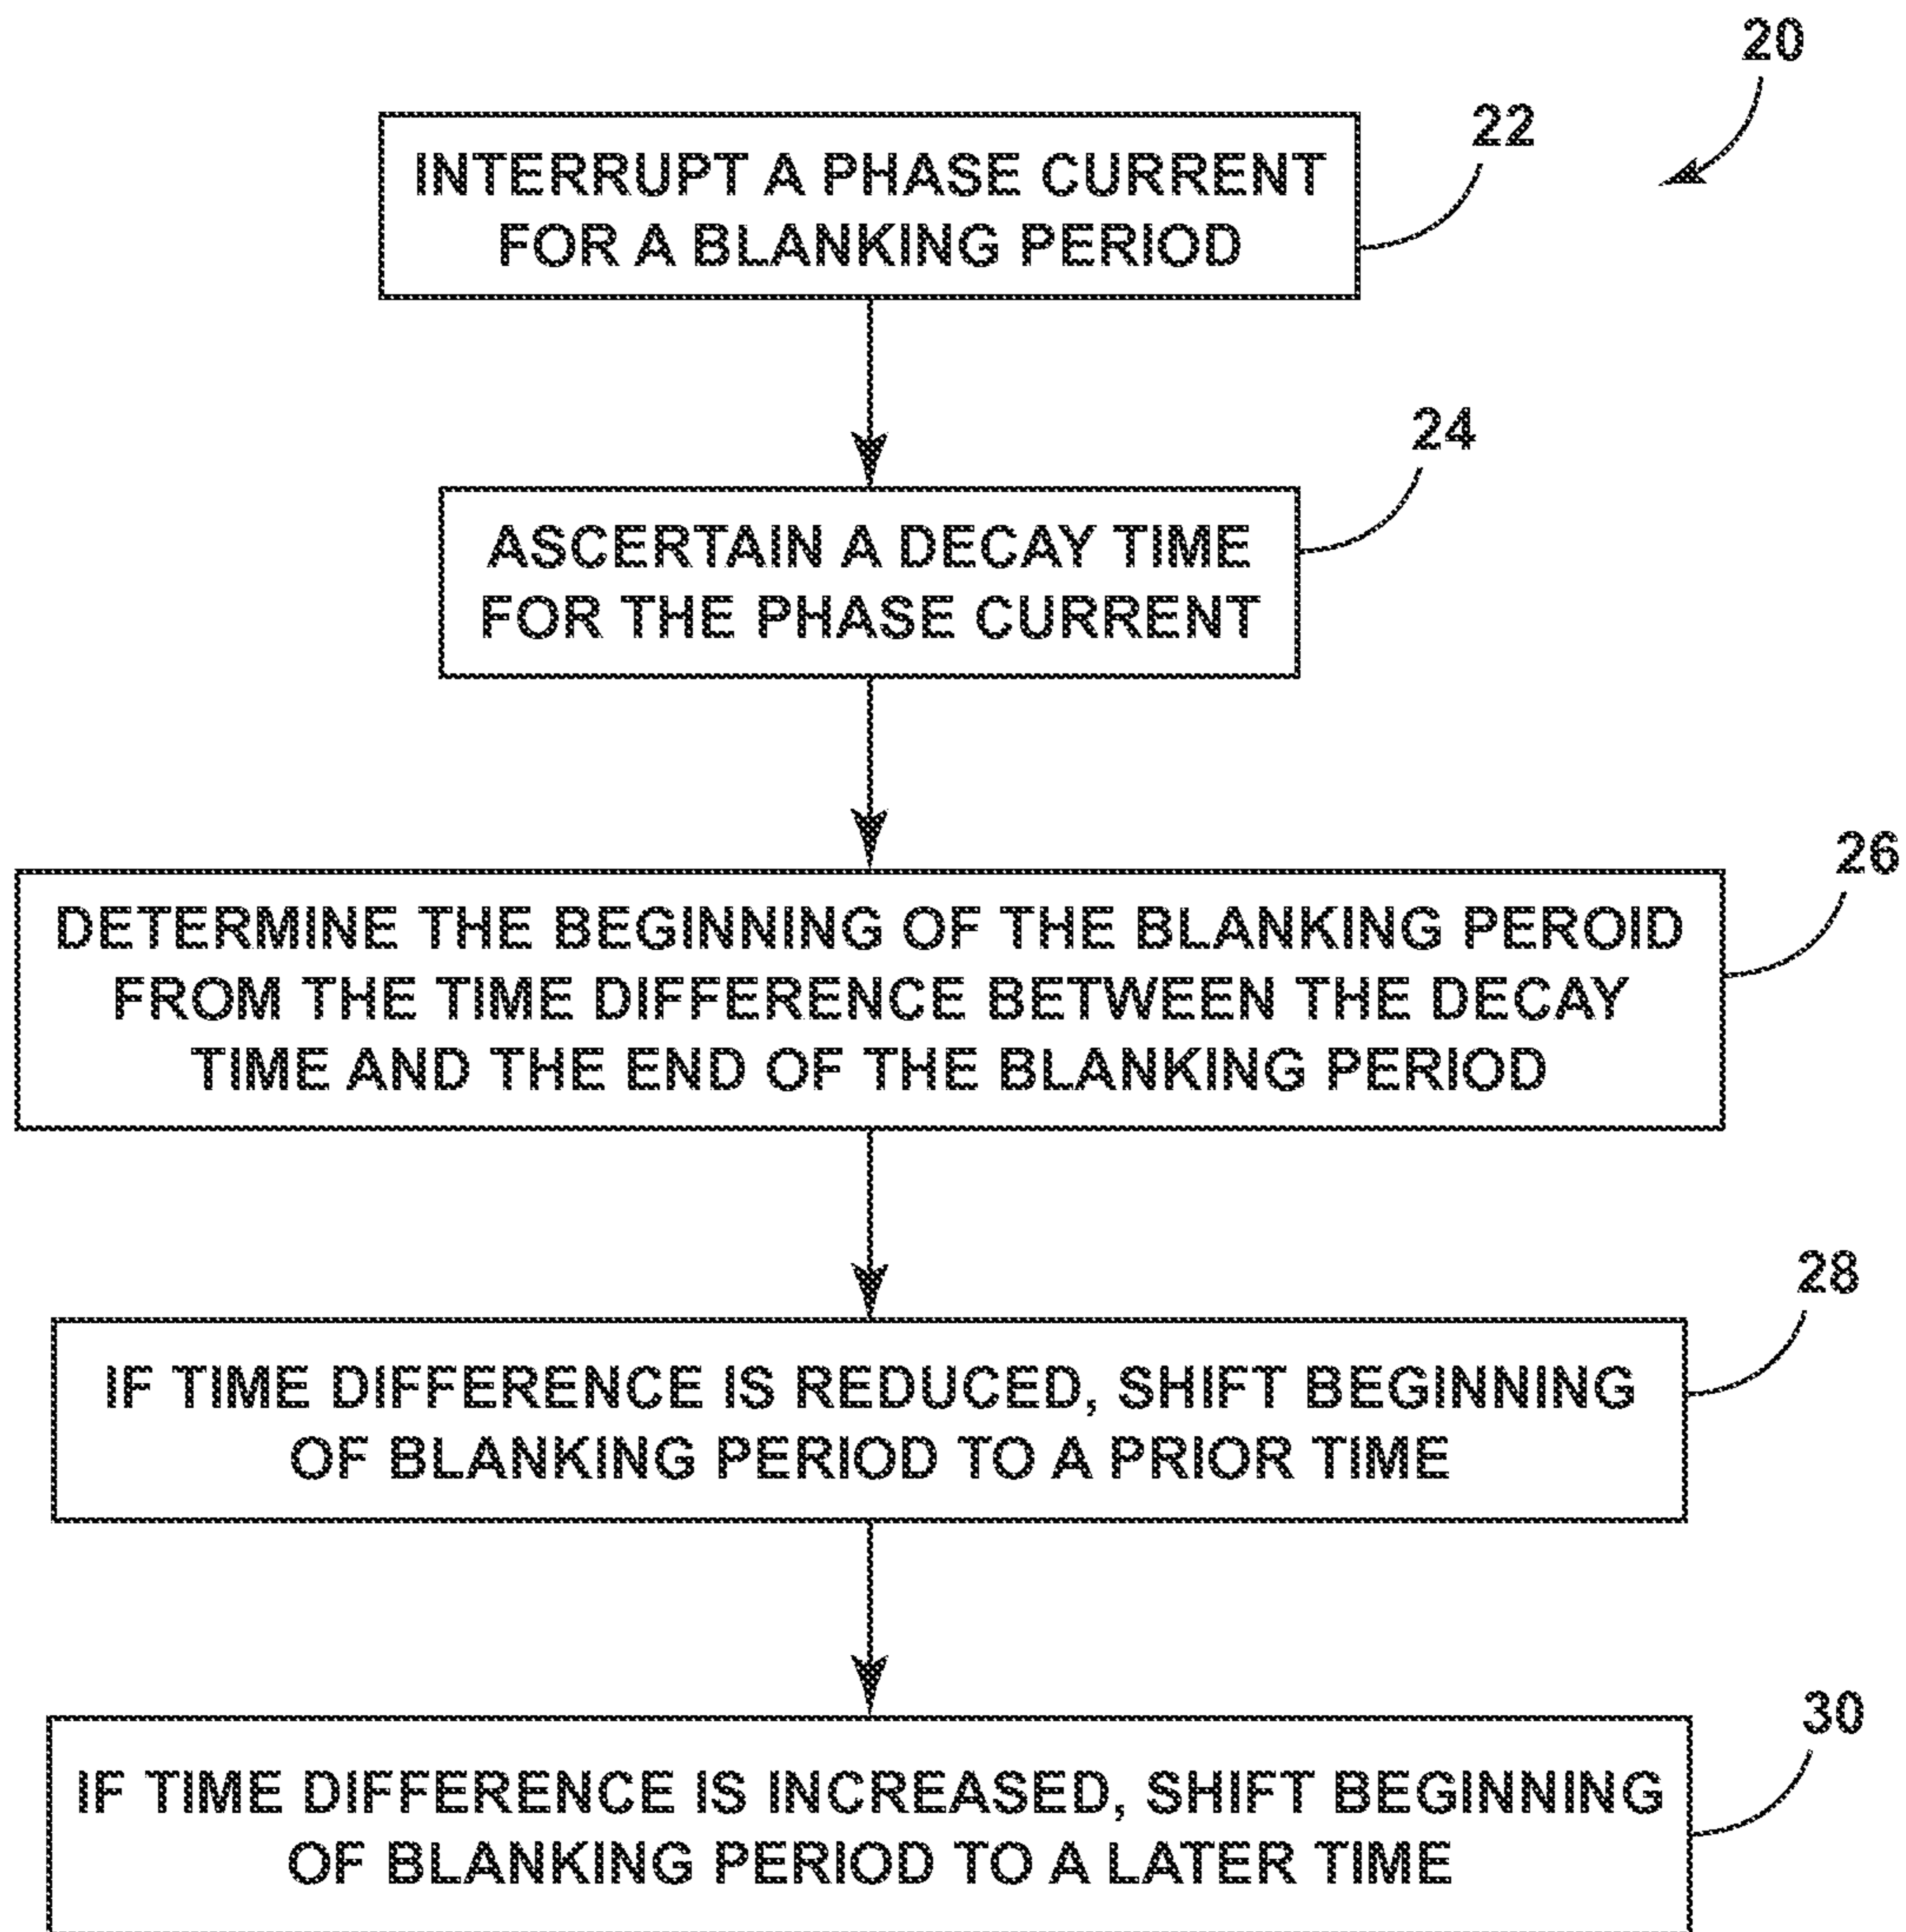 20
22
INTERRUPT A PHASE CURRENT
FOR A BLANKING PERIOD
24
ASCERTAIN A DECAY TIME
FOR THE PHASE CURRENT
26
DETERMINE THE BEGINNING OF THE BLANKING PEROID
FROM THE TIME DIFFERENCE BETWEEN THE DECAY
TIME AND THE END OF THE BLANKING PERIOD
28
IF TIME DIFFERENCE IS REDUCED, SHIFT BEGINNING
OF BLANKING PERIOD TO A PRIOR TIME
30
IF TIME DIFFERENCE IS INCREASED, SHIFT BEGINNING
OF BLANKING PERIOD TO A LATER TIME